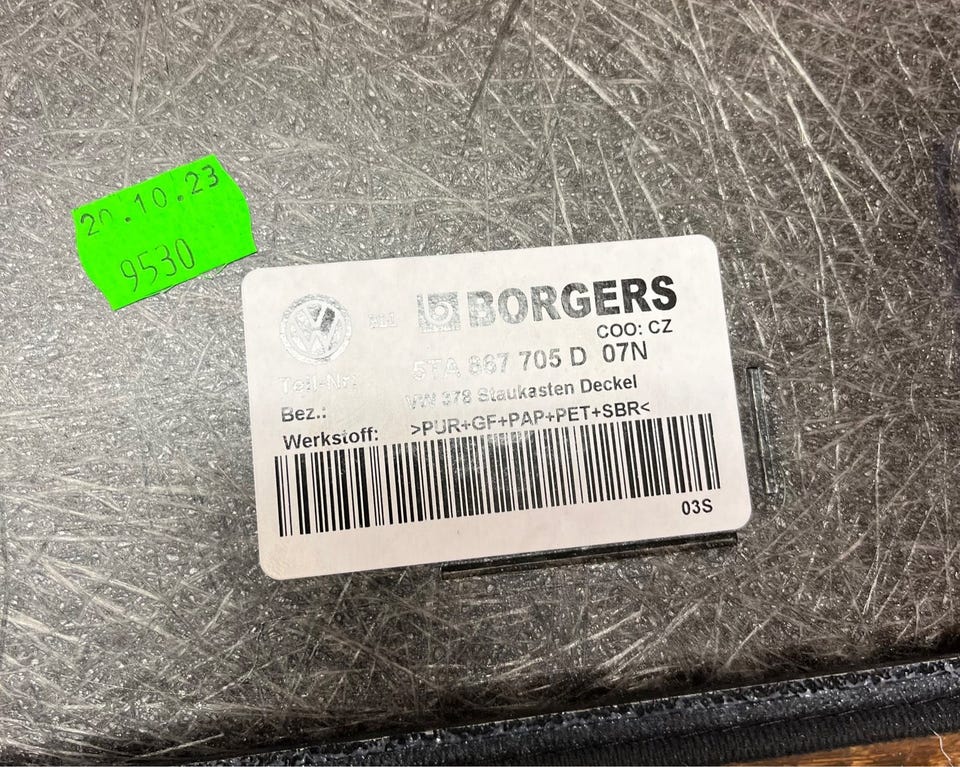 .10.23
9530
BORGERS
COO: CZ
Teil-Nr: 5TA 867 705 D 07N
Bez.: VW 378 Staukasten Deckel
Werkstoff: >PUR+GF+PAP+PET+SBR<
03S